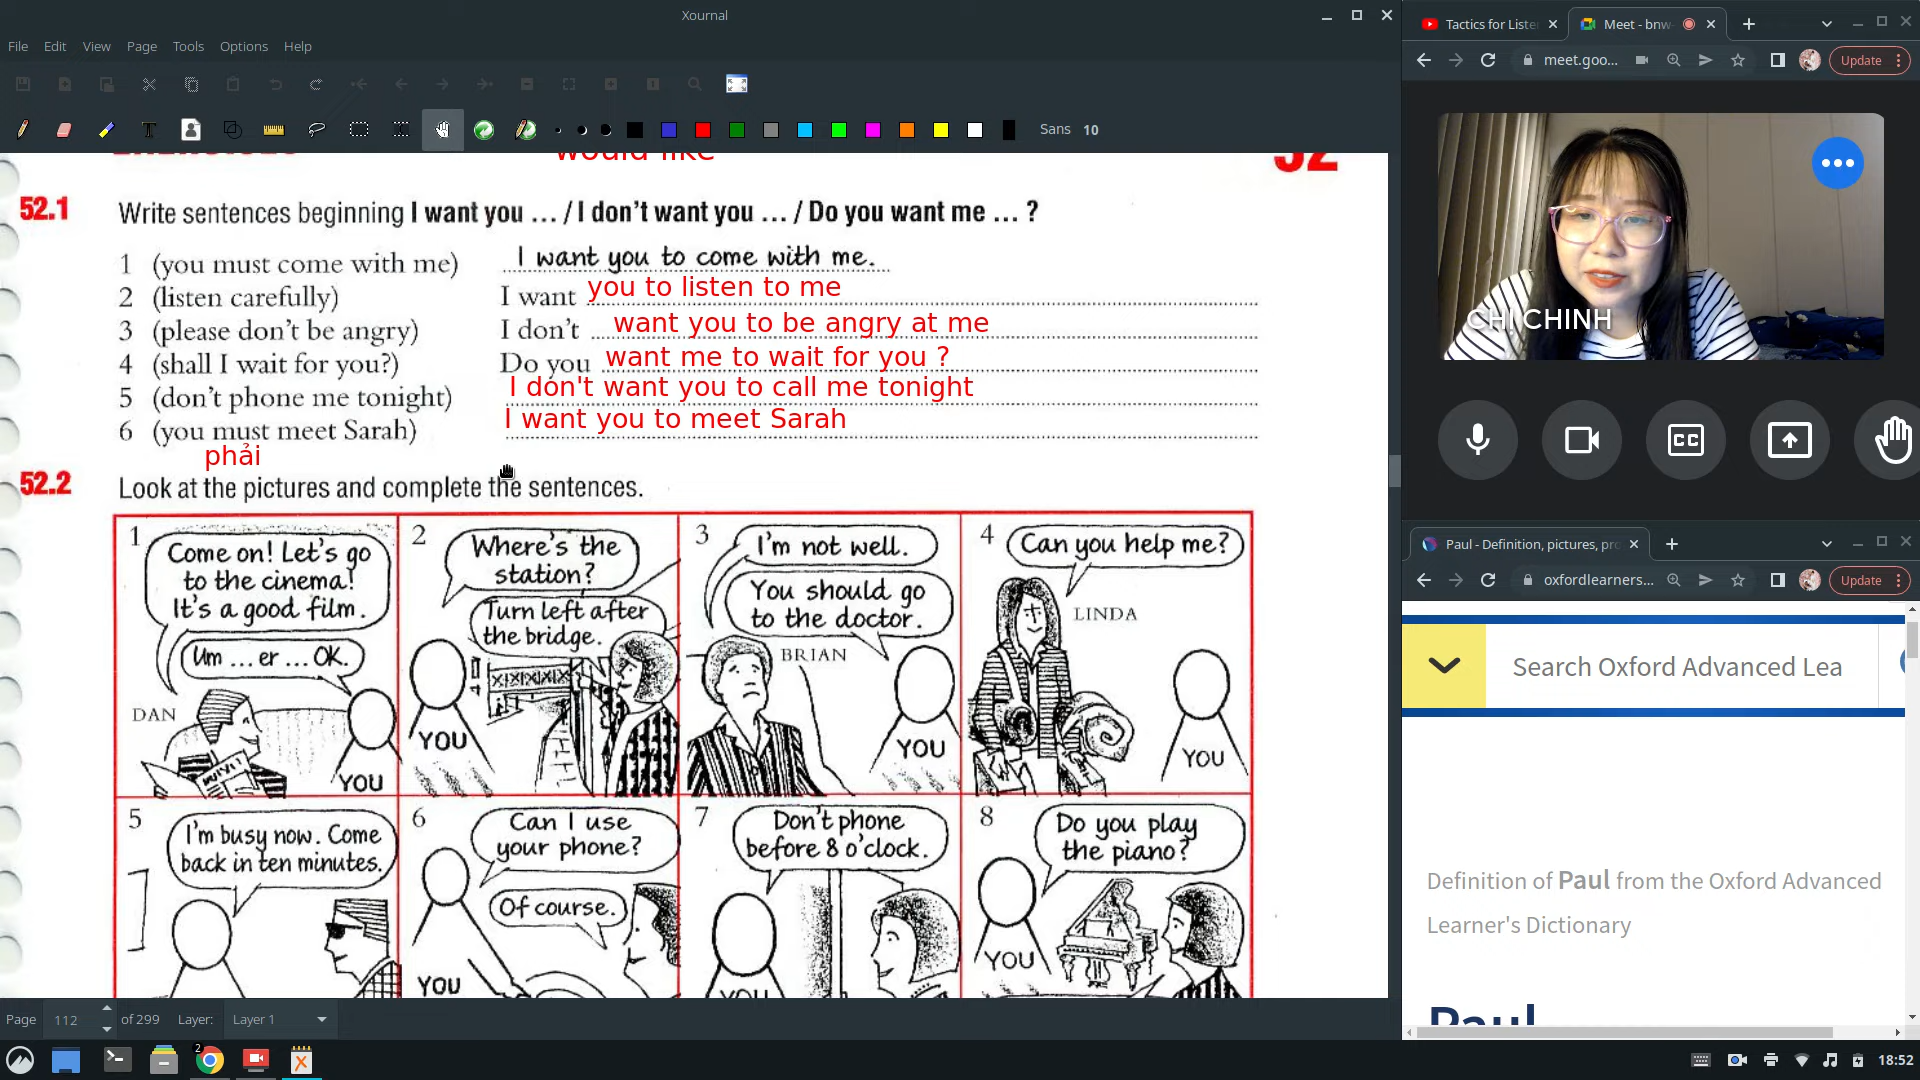 Xournal
File Edit View Page Tools Options Help
Sans 10
would like
52
52.1 Write sentences beginning I want you ... / I don't want you ... / Do you want me ... ?
1 (you must come with me) I want you to come with me.
2 (listen carefully) I want you to listen to me
3 (please don't be angry) I don't want you to be angry at me
4 (shall I wait for you?) Do you want me to wait for you ?
5 (don't phone me tonight) I don't want you to call me tonight
6 (you must meet Sarah) I want you to meet Sarah
phải
52.2 Look at the pictures and complete the sentences.
1
Come on! Let's go
to the cinema!
It's a good film.
Um ... er ... OK.
DAN
YOU
2
Where's the
station?
Turn left after
the bridge.
YOU
3
I'm not well.
You should go
to the doctor.
BRIAN
YOU
4
Can you help me?
LINDA
YOU
5
I'm busy now. Come
back in ten minutes.
6
Can I use
your phone?
Of course.
YOU
7
Don't phone
before 8 o'clock.
YOU
8
Do you play
the piano?
YOU
Page 112 of 299 Layer: Layer 1
Tactics for Liste
Meet - bnw-
meet.goo...
Update
CHI CHINH
Paul - Definition, pictures, pro
oxfordlearners...
Update
Search Oxford Advanced Lea
Definition of Paul from the Oxford Advanced
Learner's Dictionary
Paul
2
18:52